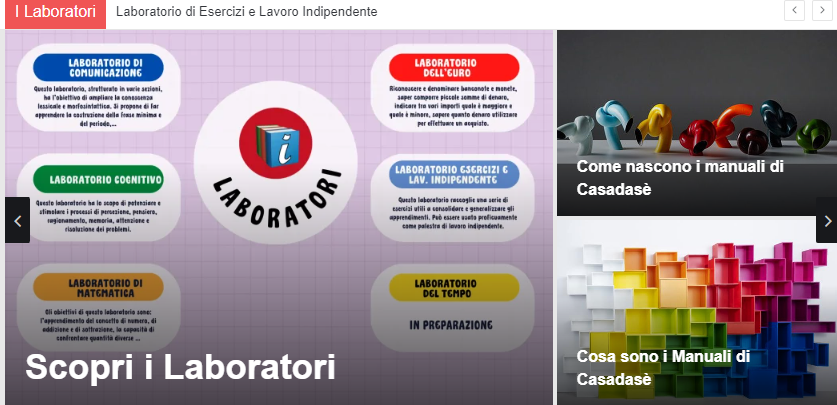 I Laboratori
Laboratorio di Esercizi e Lavoro Indipendente
LABORATORIO DI
COMUNICAZIONE
Questo laboratorio, strutturato in varie sezioni,
ha l'obiettivo di ampliare la conoscenza
lessicale e morfosintattica. Si propone di far
apprendere la costruzione della frase minima e
del periodo,...
LABORATORIO COGNITIVO
Questo laboratorio ha lo scopo di potenziare e
stimolare i processi di percezione, pensiero,
ragionamento, memoria, attenzione e
risoluzione dei problemi.
LABORATORIO DI
MATEMATICA
Gli obiettivi di questo laboratorio sono:
l'apprendimento del concetto di numero, di
addizione e di sottrazione, la capacità di
confrontare quantità diverse ...
i
LABORATORI
LABORATORIO
DELL'EURO
Riconoscere e denominare banconote e monete,
saper comporre piccole somme di denaro,
indicare tra vari importi quale è maggiore e
quale è minore, sapere quanto denaro utilizzare
per effettuare un acquisto.
LABORATORIO ESERCIZI E
LAV. INDIPENDENTE
Questo laboratorio raccoglie una serie di
esercizi utili a consolidare e generalizzare gli
apprendimenti. Può essere usato proficuamente
come palestra di lavoro indipendente.
LABORATORIO
DEL TEMPO
IN PREPARAZIONE
Scopri i Laboratori
Come nascono i manuali di
Casadasè
Cosa sono i Manuali di
Casadasè